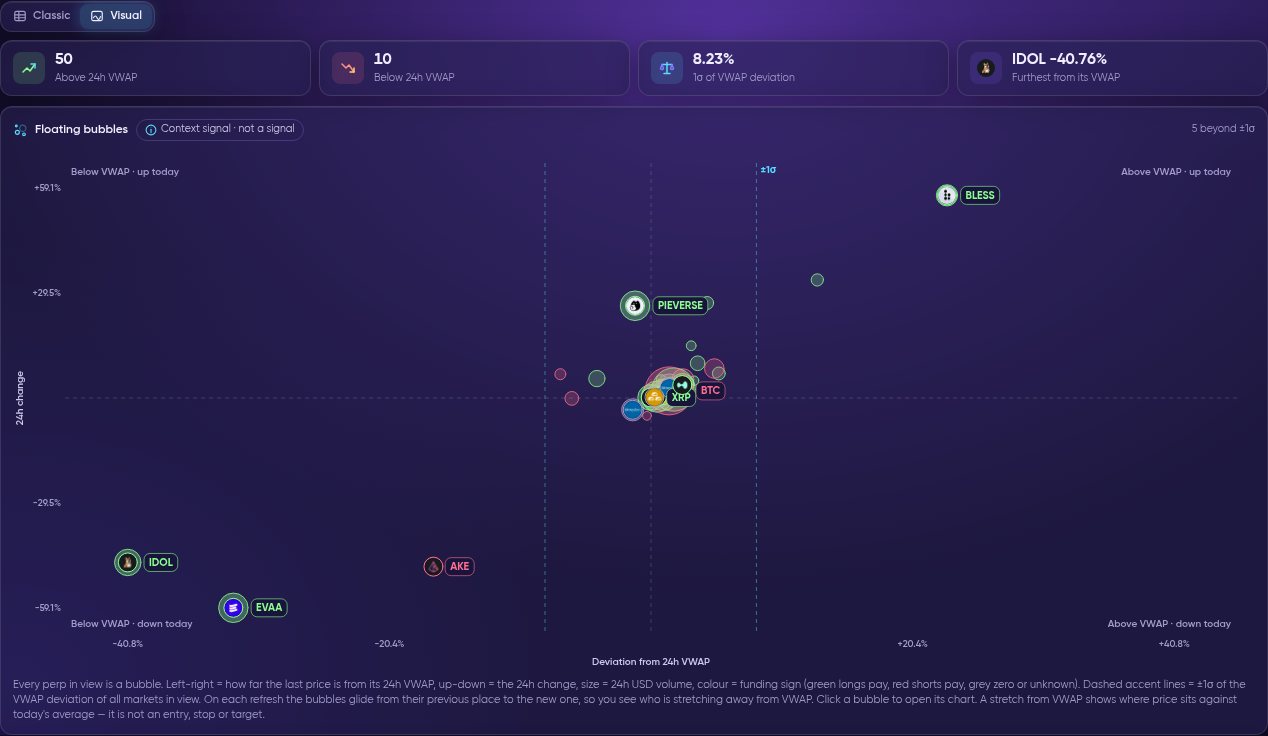 Classic
Visual
50
Above 24h VWAP
10
Below 24h VWAP
8.23%
1σ of VWAP deviation
IDOL -40.76%
Furthest from its VWAP
Floating bubbles
Context signal · not a signal
5 beyond ±1σ
Below VWAP · up today
±1σ
Above VWAP · up today
+59.1%
BLESS
+29.5%
PIEVERSE
24h change
BTC
XRP
−29.5%
IDOL
AKE
−59.1%
EVAA
Below VWAP · down today
Above VWAP · down today
−40.8%
−20.4%
+20.4%
+40.8%
Deviation from 24h VWAP
Every perp in view is a bubble. Left-right = how far the last price is from its 24h VWAP, up-down = the 24h change, size = 24h USD volume, colour = funding sign (green longs pay, red shorts pay, grey zero or unknown). Dashed accent lines = ±1σ of the
VWAP deviation of all markets in view. On each refresh the bubbles glide from their previous place to the new one, so you see who is stretching away from VWAP. Click a bubble to open its chart. A stretch from VWAP shows where price sits against
today's average — it is not an entry, stop or target.